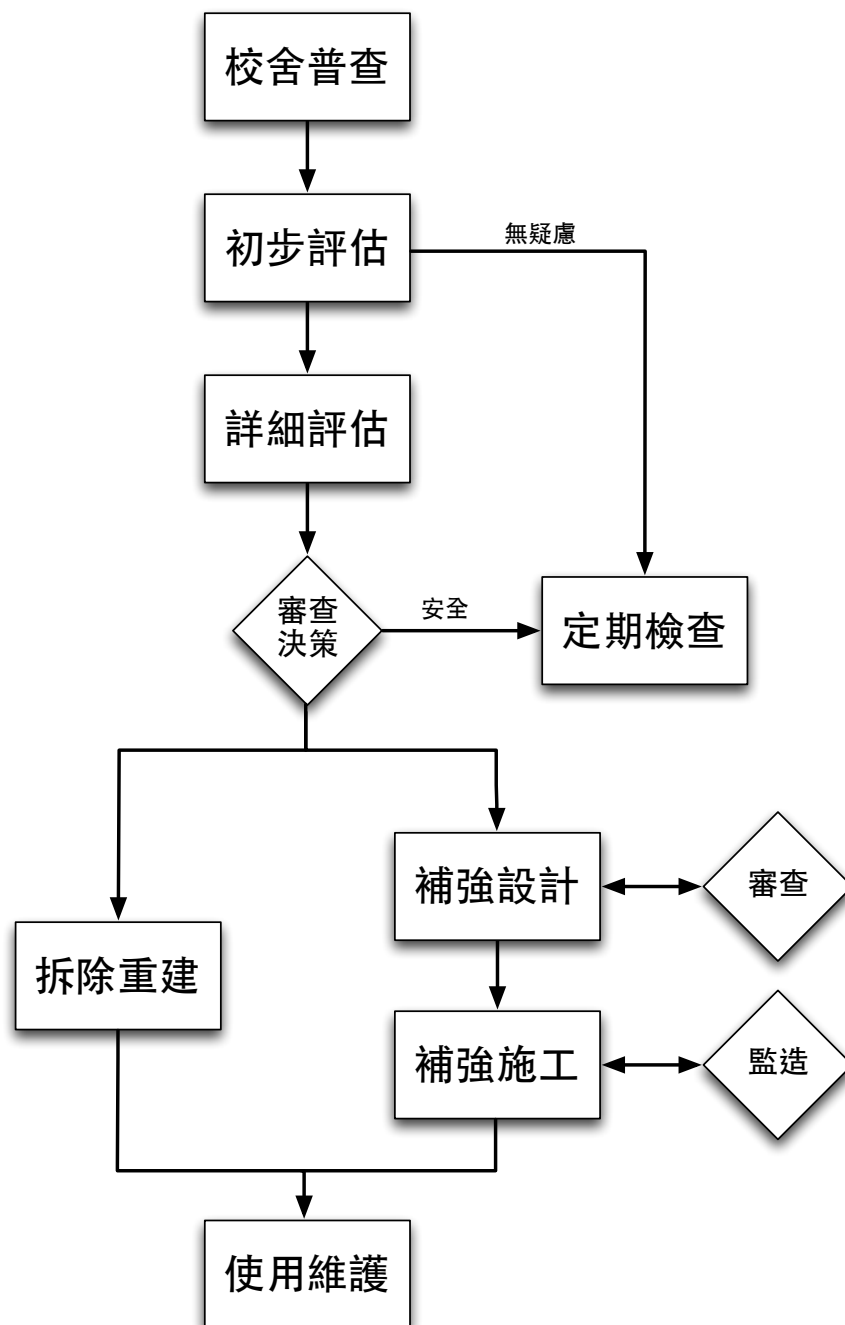 校舍普查
初步評估
無疑慮
詳細評估
審查
決策
安全
定期檢查
補強設計
審查
拆除重建
補強施工
監造
使用維護